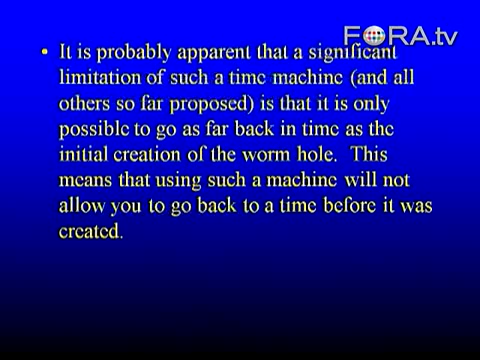 FORA.tv
• It is probably apparent that a significant
limitation of such a time machine (and all
others so far proposed) is that it is only
possible to go as far back in time as the
initial creation of the worm hole.  This
means that using such a machine will not
allow you to go back to a time before it was
created.